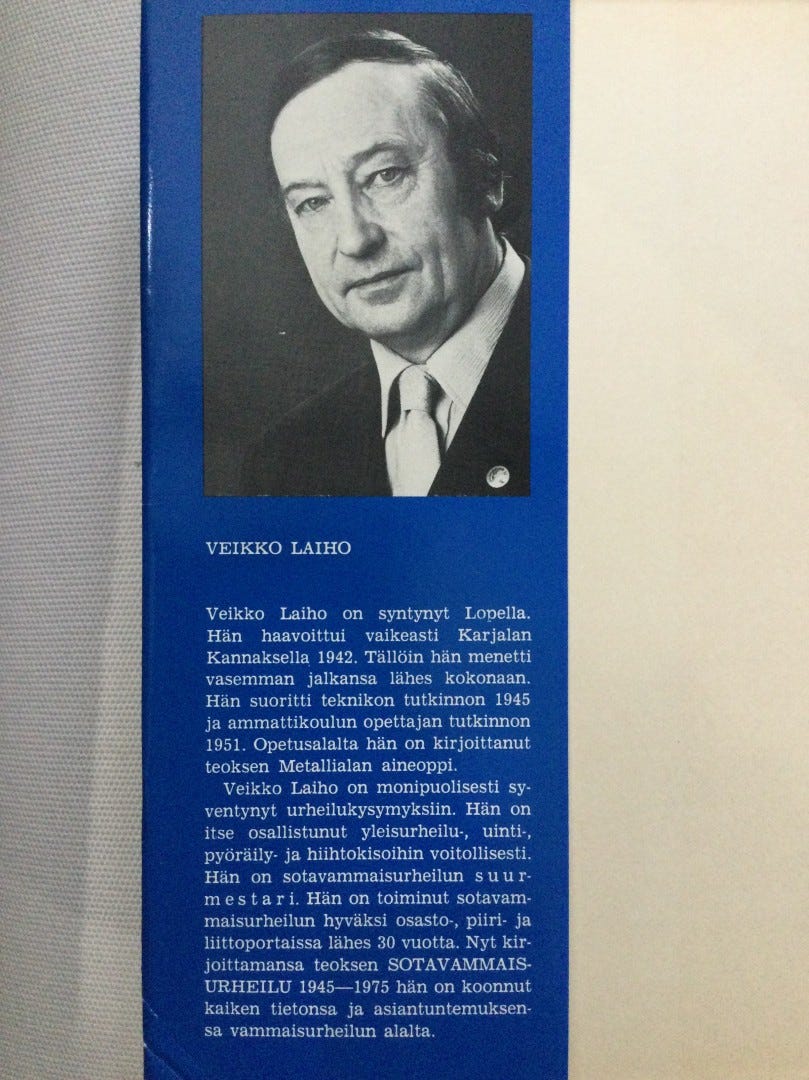 VEIKKO LAIHO
Veikko Laiho on syntynyt Lopella.
Hän haavoittui vaikeasti Karjalan
Kannaksella 1942. Tällöin hän menetti
vasemman jalkansa lähes kokonaan.
Hän suoritti teknikon tutkinnon 1945
ja ammattikoulun opettajan tutkinnon
1951. Opetusalalta hän on kirjoittanut
teoksen Metallialan aineoppi.
Veikko Laiho on monipuolisesti sy-
ventynyt urheilukysymyksiin. Hän on
itse osallistunut yleisurheilu-, uinti-,
pyöräily- ja hiihtokisoihin voitollisesti.
Hän on sotavammaisurheilun s u u r-
m e s t a r i. Hän on toiminut sotavam-
maisurheilun hyväksi osasto-, piiri- ja
liittoportaissa lähes 30 vuotta. Nyt kir-
joittamansa teoksen SOTAVAMMAIS-
URHEILU 1945—1975 hän on koonnut
kaiken tietonsa ja asiantuntemuksen-
sa vammaisurheilun alalta.